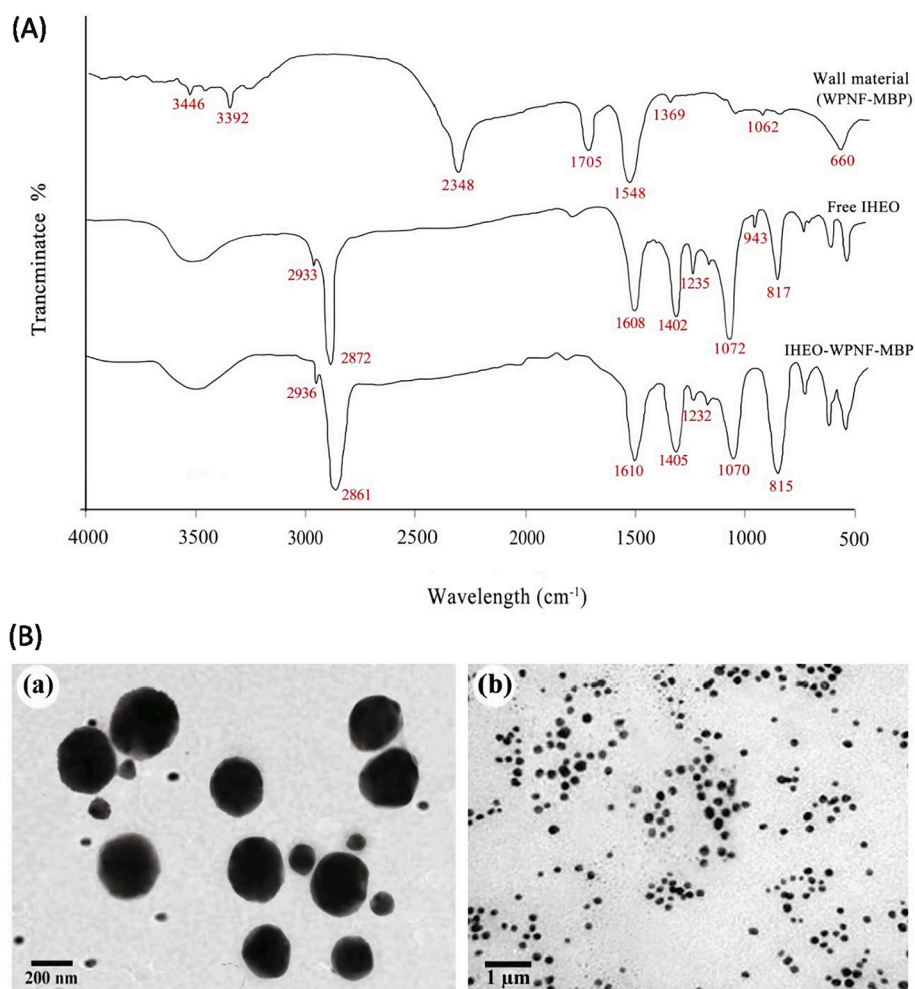 (A)
Wall material
(WPNF-MBP)
3446
3392
1369
1062
1705
660
2348
1548
Free IHEO
943
2933
1235
817
1608
1402
1072
2872
IHEO-WPNF-MBP
2936
1232
1610
1405
1070
815
2861
Trancminatce %
4000 3500 3000 2500 2000 1500 1000 500
Wavelength (cm⁻¹)
(B)
(a)
200 nm
(b)
1 µm